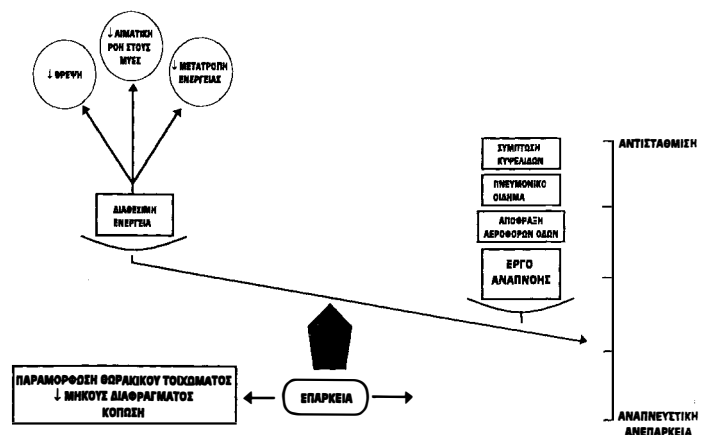 ↓ ΑΙΜΑΤΙΚΗ
ΡΟΗ ΣΤΟΥΣ
ΜΥΕΣ
↓ ΘΡΕΨΗ
↓ ΜΕΤΑΤΡΟΠΗ
ΕΝΕΡΓΕΙΑΣ
ΔΙΑΘΕΣΙΜΗ
ΕΝΕΡΓΕΙΑ
ΣΥΜΠΤΩΣΗ
ΚΥΨΕΛΙΔΩΝ
ΠΝΕΥΜΟΝΙΚΟ
ΟΙΔΗΜΑ
ΑΠΟΦΡΑΞΗ
ΑΕΡΟΦΟΡΩΝ ΟΔΩΝ
ΕΡΓΟ
ΑΝΑΠΝΟΗΣ
ΑΝΤΙΣΤΑΘΜΙΣΗ
ΠΑΡΑΜΟΡΦΩΣΗ ΘΩΡΑΚΙΚΟΥ ΤΟΙΧΩΜΑΤΟΣ
↓ ΜΗΚΟΥΣ ΔΙΑΦΡΑΓΜΑΤΟΣ
ΚΟΠΩΣΗ
ΕΠΑΡΚΕΙΑ
ΑΝΑΠΝΕΥΣΤΙΚΗ
ΑΝΕΠΑΡΚΕΙΑ